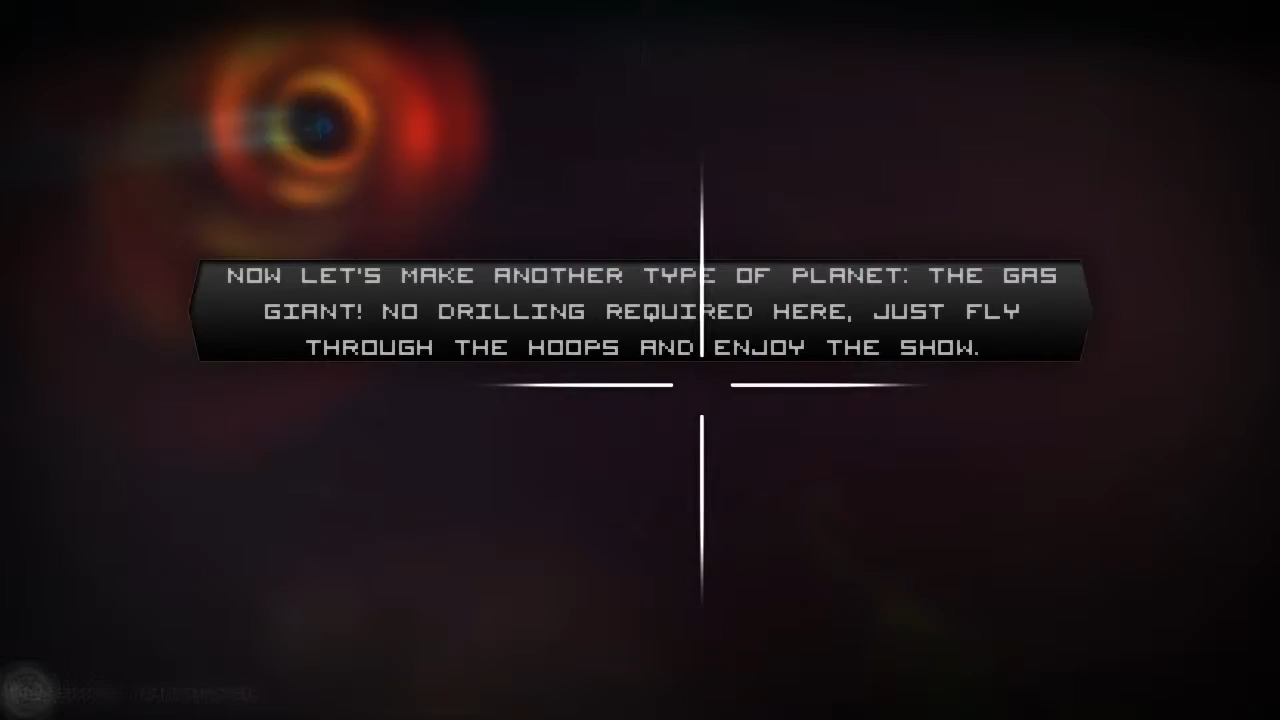 NOW LET'S MAKE ANOTHER TYPE OF PLANET: THE GAS
GIANT! NO DRILLING REQUIRED HERE, JUST FLY
THROUGH THE HOOPS AND ENJOY THE SHOW.